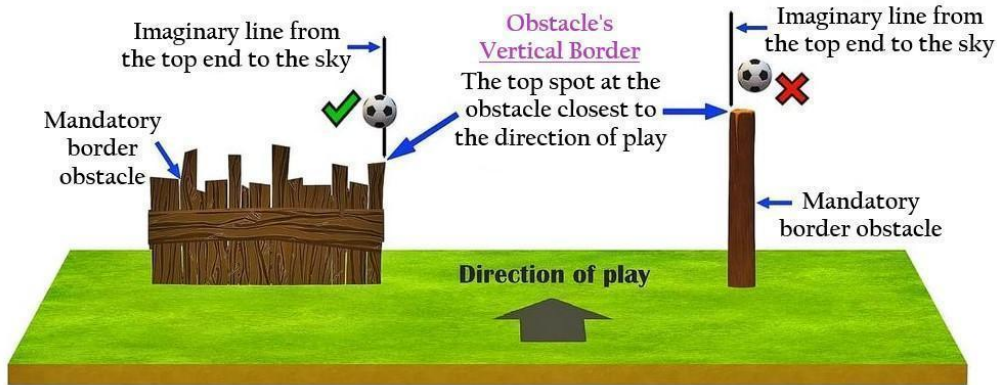 Imaginary line from
the top end to the sky
Obstacle's
Vertical Border
The top spot at the
obstacle closest to
the direction of play
Imaginary line from
the top end to the sky
Mandatory
border
obstacle
Mandatory
border obstacle
Direction of play